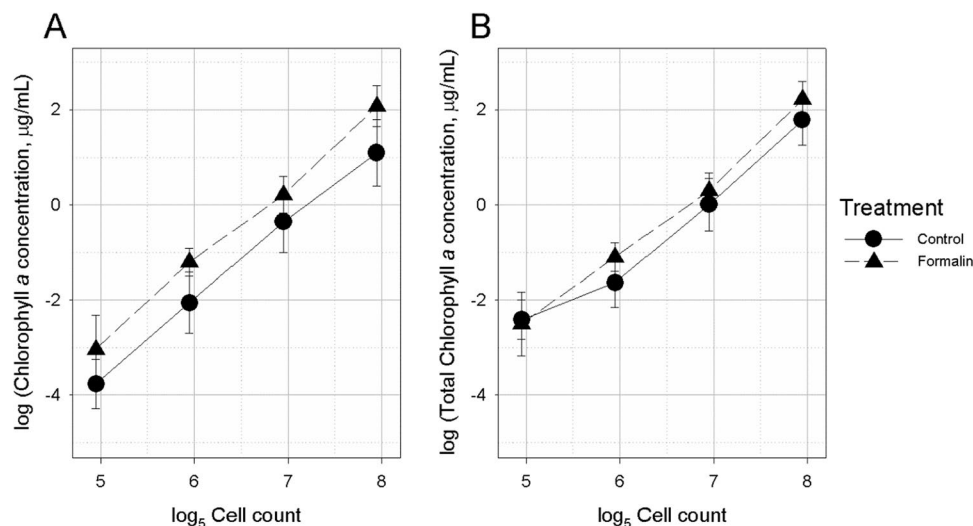 A
B
log (Chlorophyll a concentration, µg/mL)
2
0
-2
-4
5 6 7 8
log₅ Cell count
log (Total Chlorophyll a concentration, µg/mL)
2
0
-2
-4
5 6 7 8
log₅ Cell count
Treatment
Control
Formalin